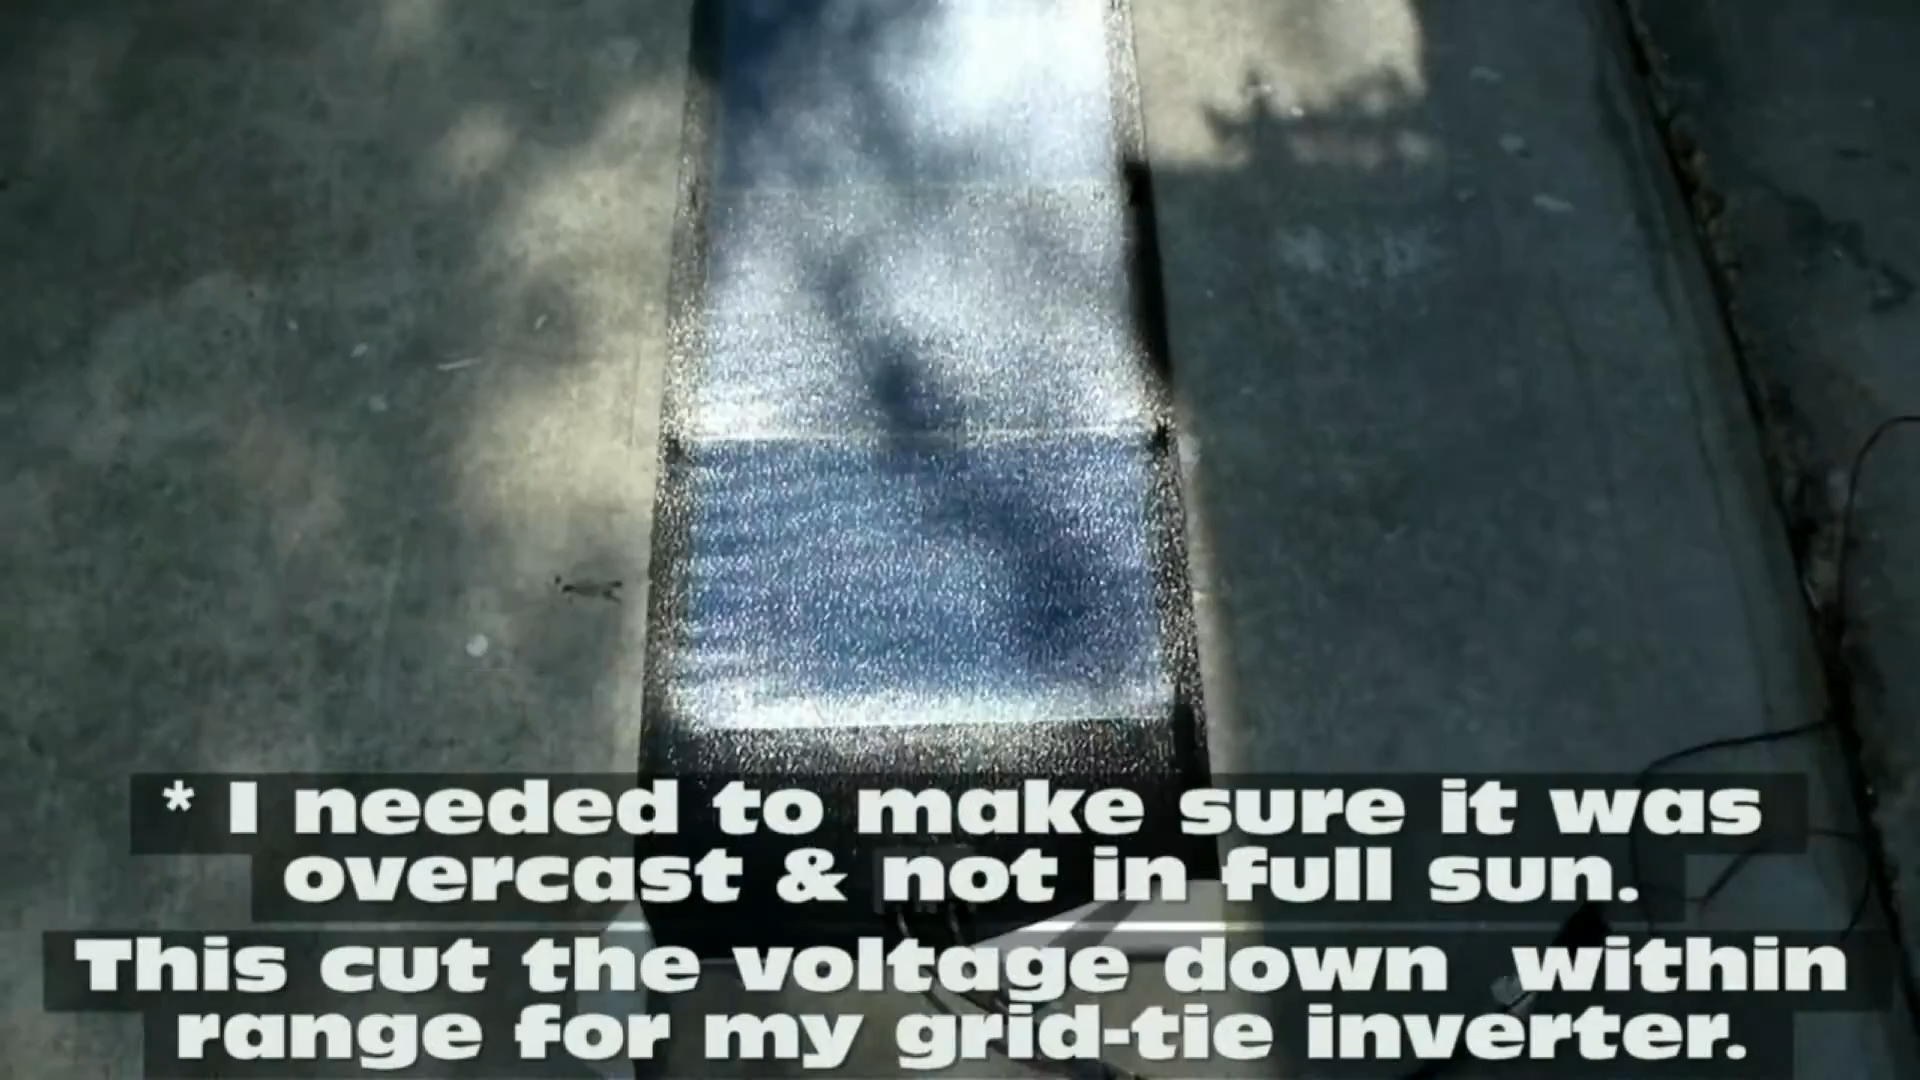 * I needed to make sure it was
overcast & not in full sun.
This cut the voltage down within
range for my grid-tie inverter.